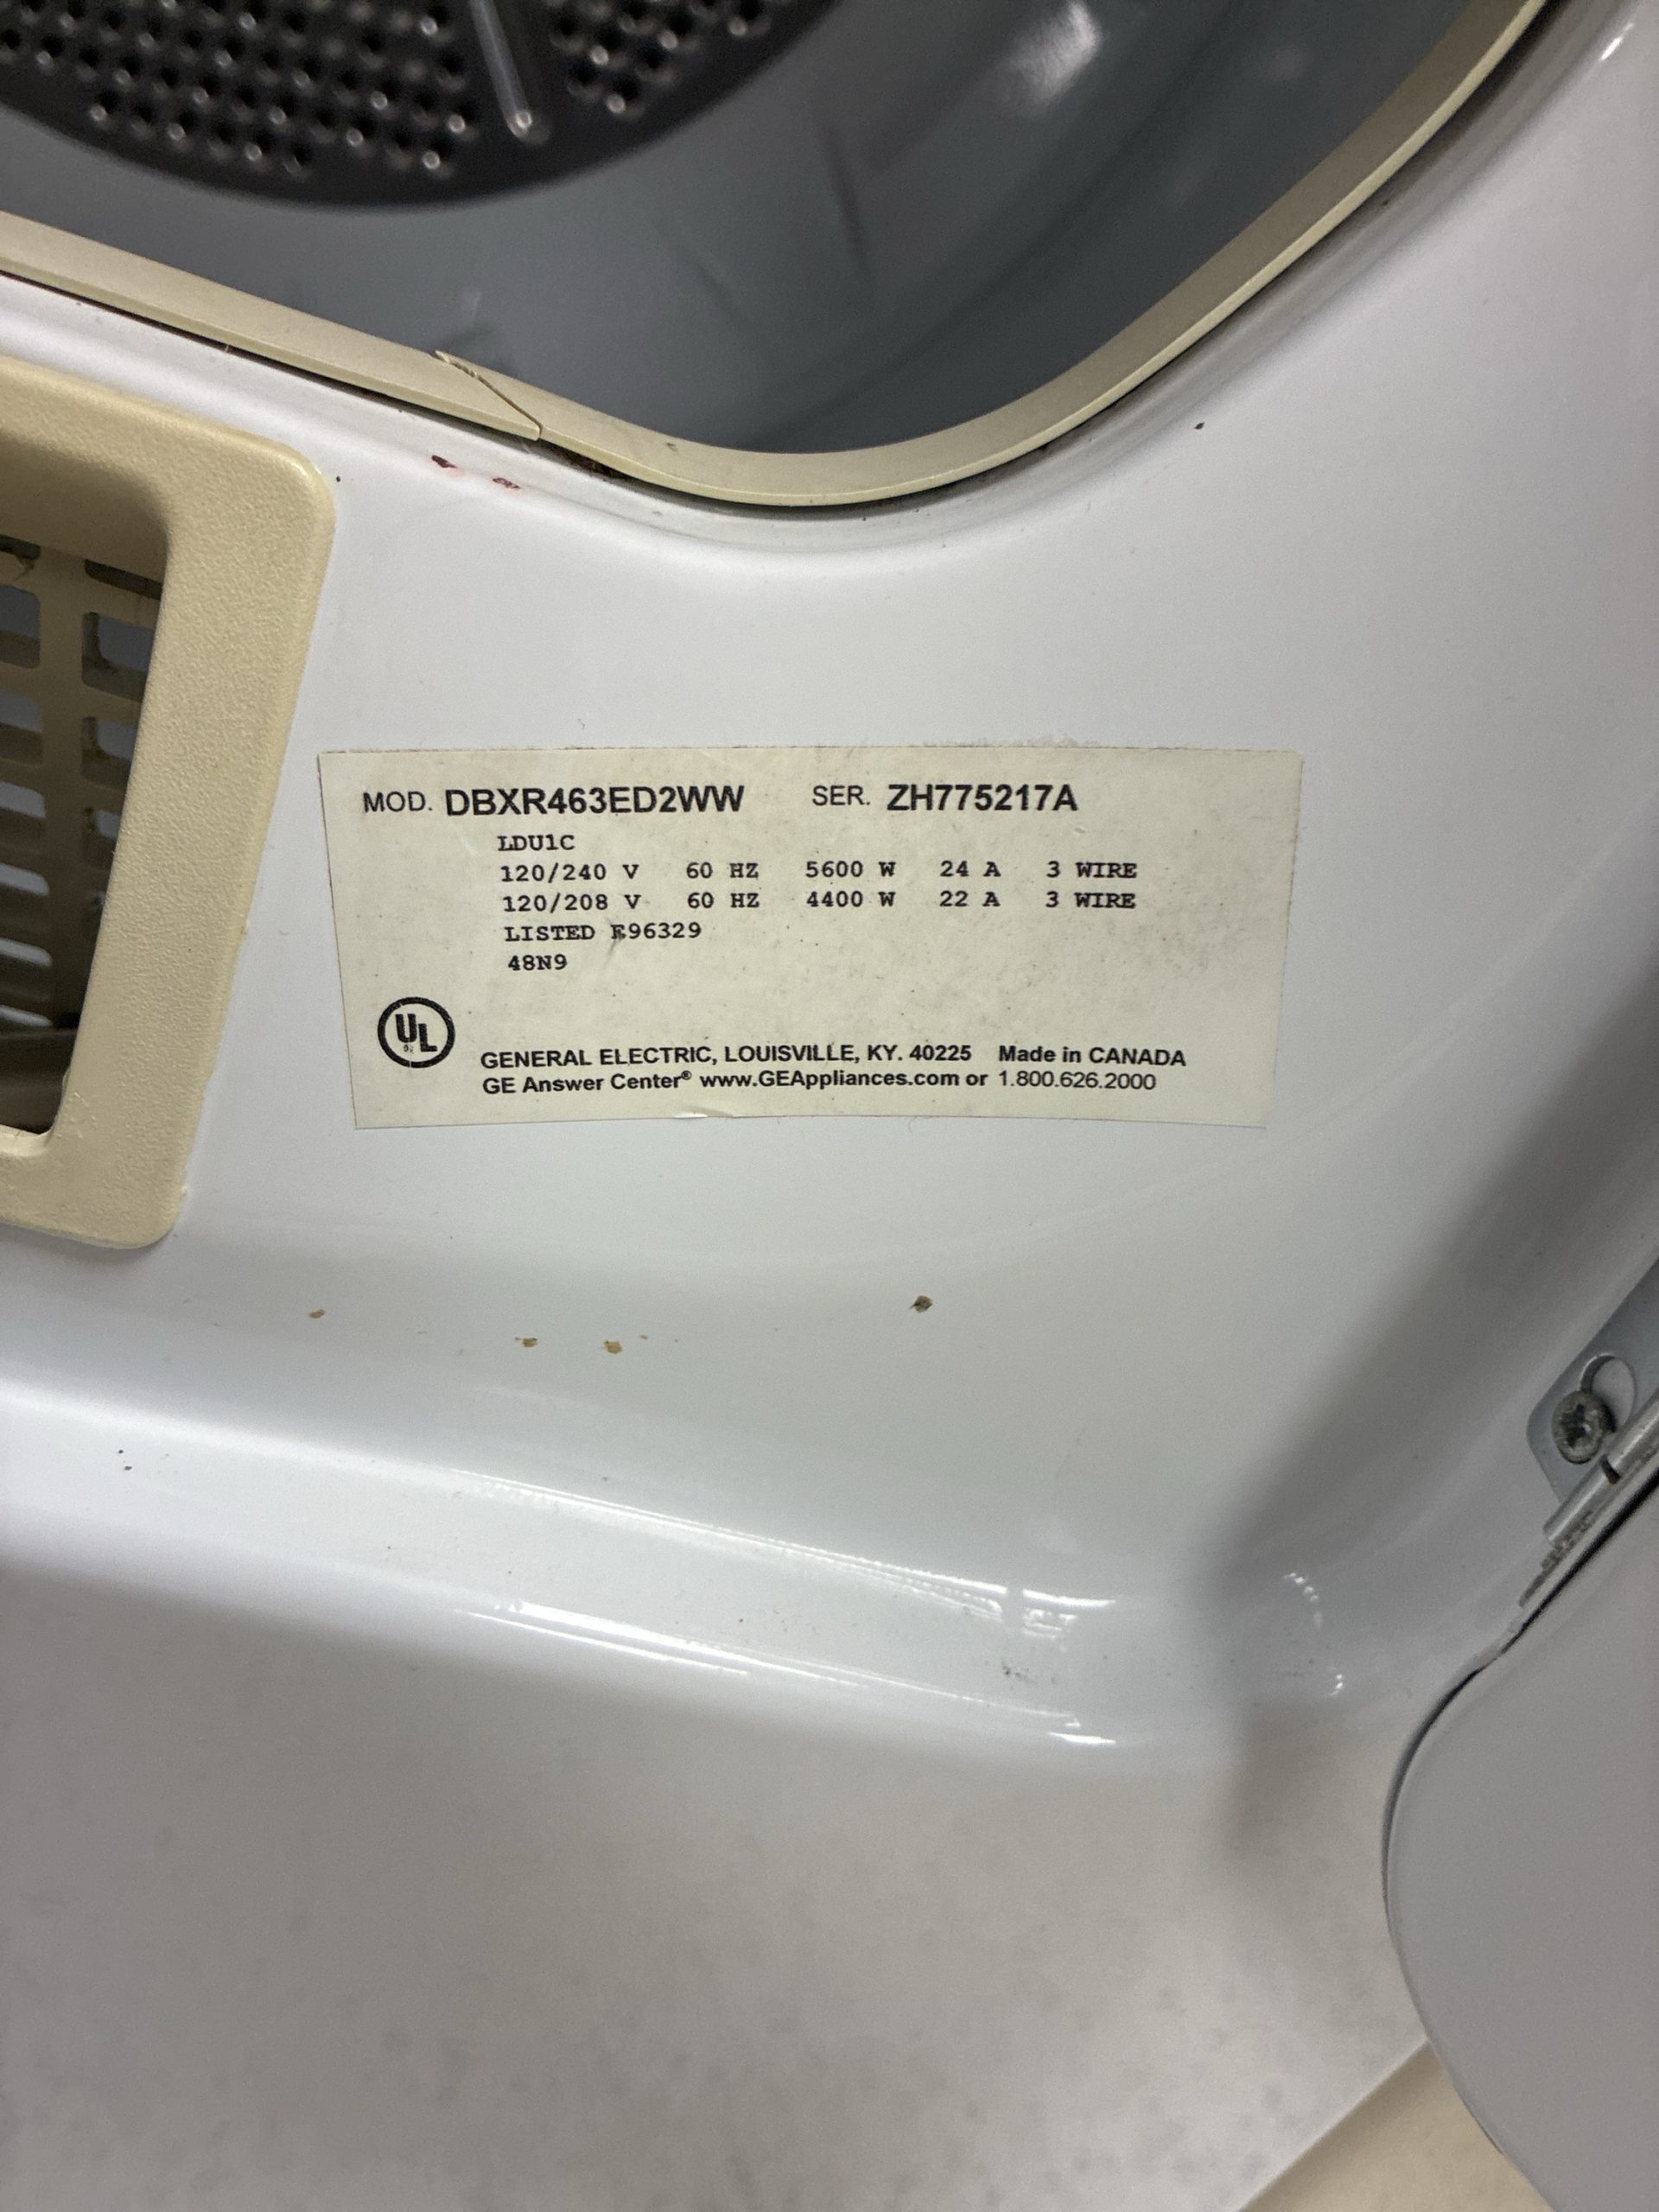 MOD. DBXR463ED2WW SER. ZH775217A
LDU1C
120/240 V 60 HZ 5600 W 24 A 3 WIRE
120/208 V 60 HZ 4400 W 22 A 3 WIRE
LISTED E96329
48N9
UL
GENERAL ELECTRIC, LOUISVILLE, KY. 40225 Made in CANADA
GE Answer Center® www.GEAppliances.com or 1.800.626.2000